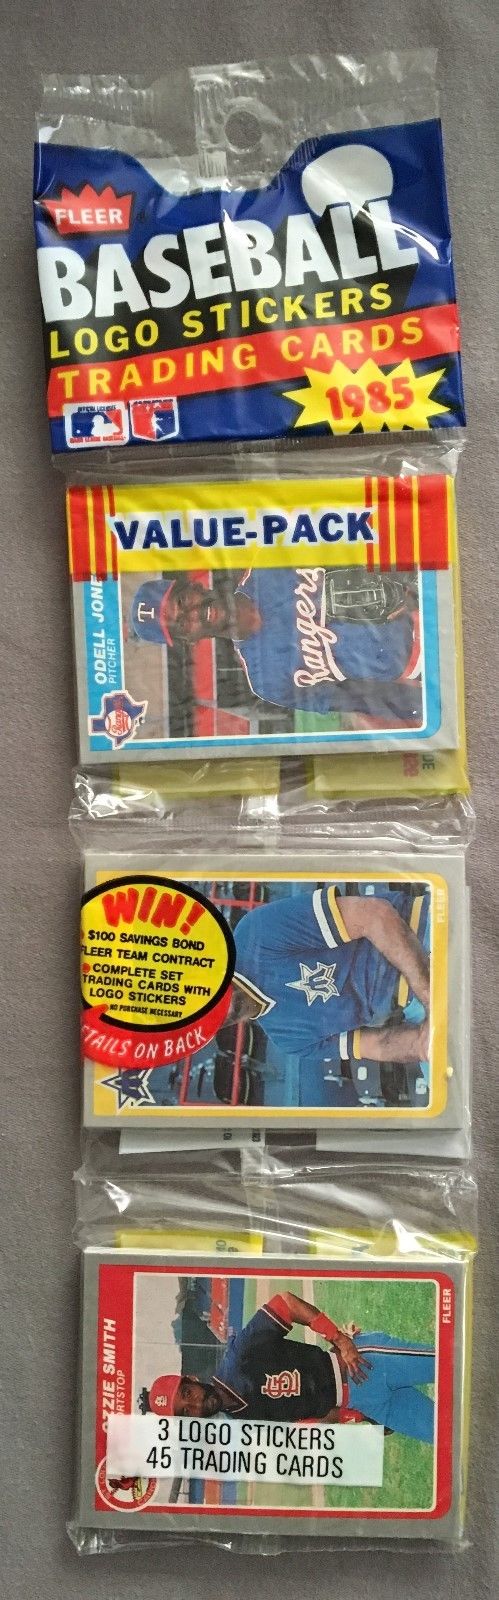 FLEER
BASEBALL
LOGO STICKERS
TRADING CARDS
1985
VALUE-PACK
ODELL JONE
PITCHER
T
Rangers
WIN!
$100 SAVINGS BOND
FLEER TEAM CONTRACT
COMPLETE SET
TRADING CARDS WITH
LOGO STICKERS
NO PURCHASE NECESSARY
ETAILS ON BACK
FLEER
FLEER
OZZIE SMITH
ORTSTOP
3 LOGO STICKERS
45 TRADING CARDS